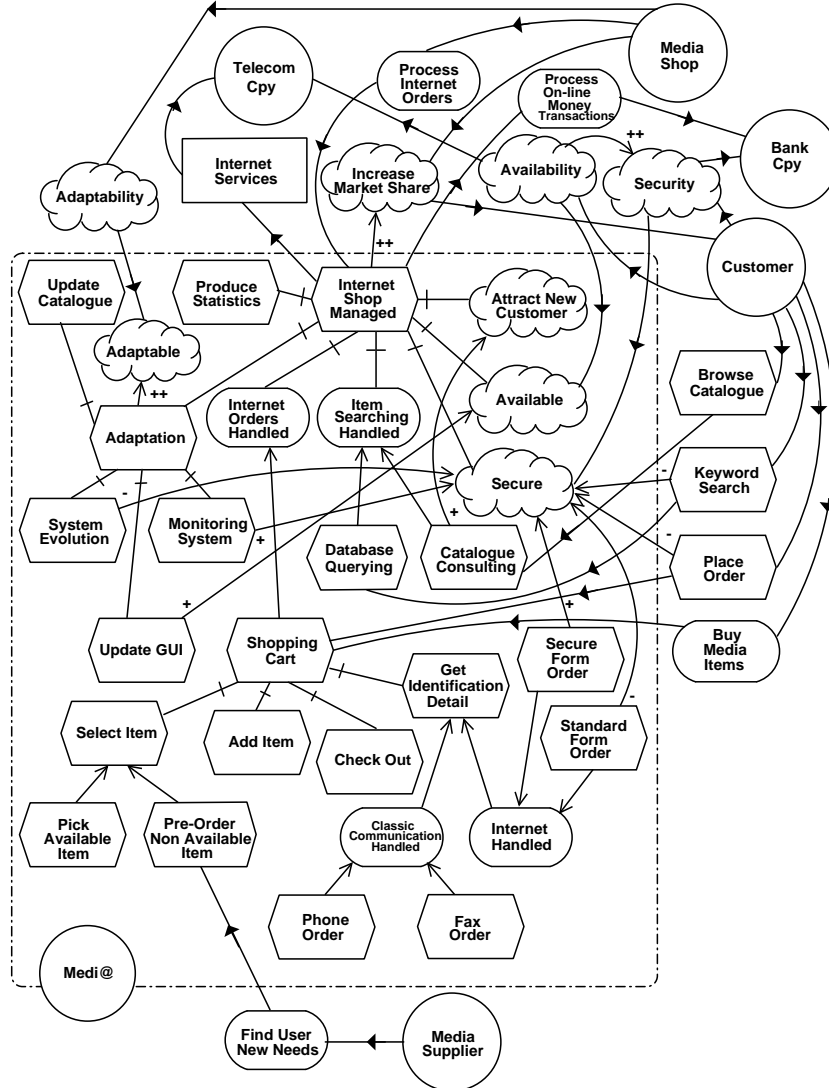 Media
Shop
Telecom
Cpy
Process
Internet
Orders
Process
On-line
Money
Transactions
Bank
Cpy
Internet
Services
Increase
Market Share
Availability
++
Security
Adaptability
++
Customer
Update
Catalogue
Produce
Statistics
Internet
Shop
Managed
Attract New
Customer
Adaptable
++
Browse
Catalogue
Internet
Orders
Handled
Item
Searching
Handled
Available
Adaptation
Secure
-
Keyword
Search
-
System
Evolution
Monitoring
System
+
+
Database
Querying
Catalogue
Consulting
-
Place
Order
+
+
Update GUI
Shopping
Cart
Get
Identification
Detail
Secure
Form
Order
Buy
Media
Items
-
Select Item
Add Item
Check Out
Standard
Form
Order
Pick
Available
Item
Pre-Order
Non Available
Item
Classic
Communication
Handled
Internet
Handled
Phone
Order
Fax
Order
Medi@
Find User
New Needs
Media
Supplier